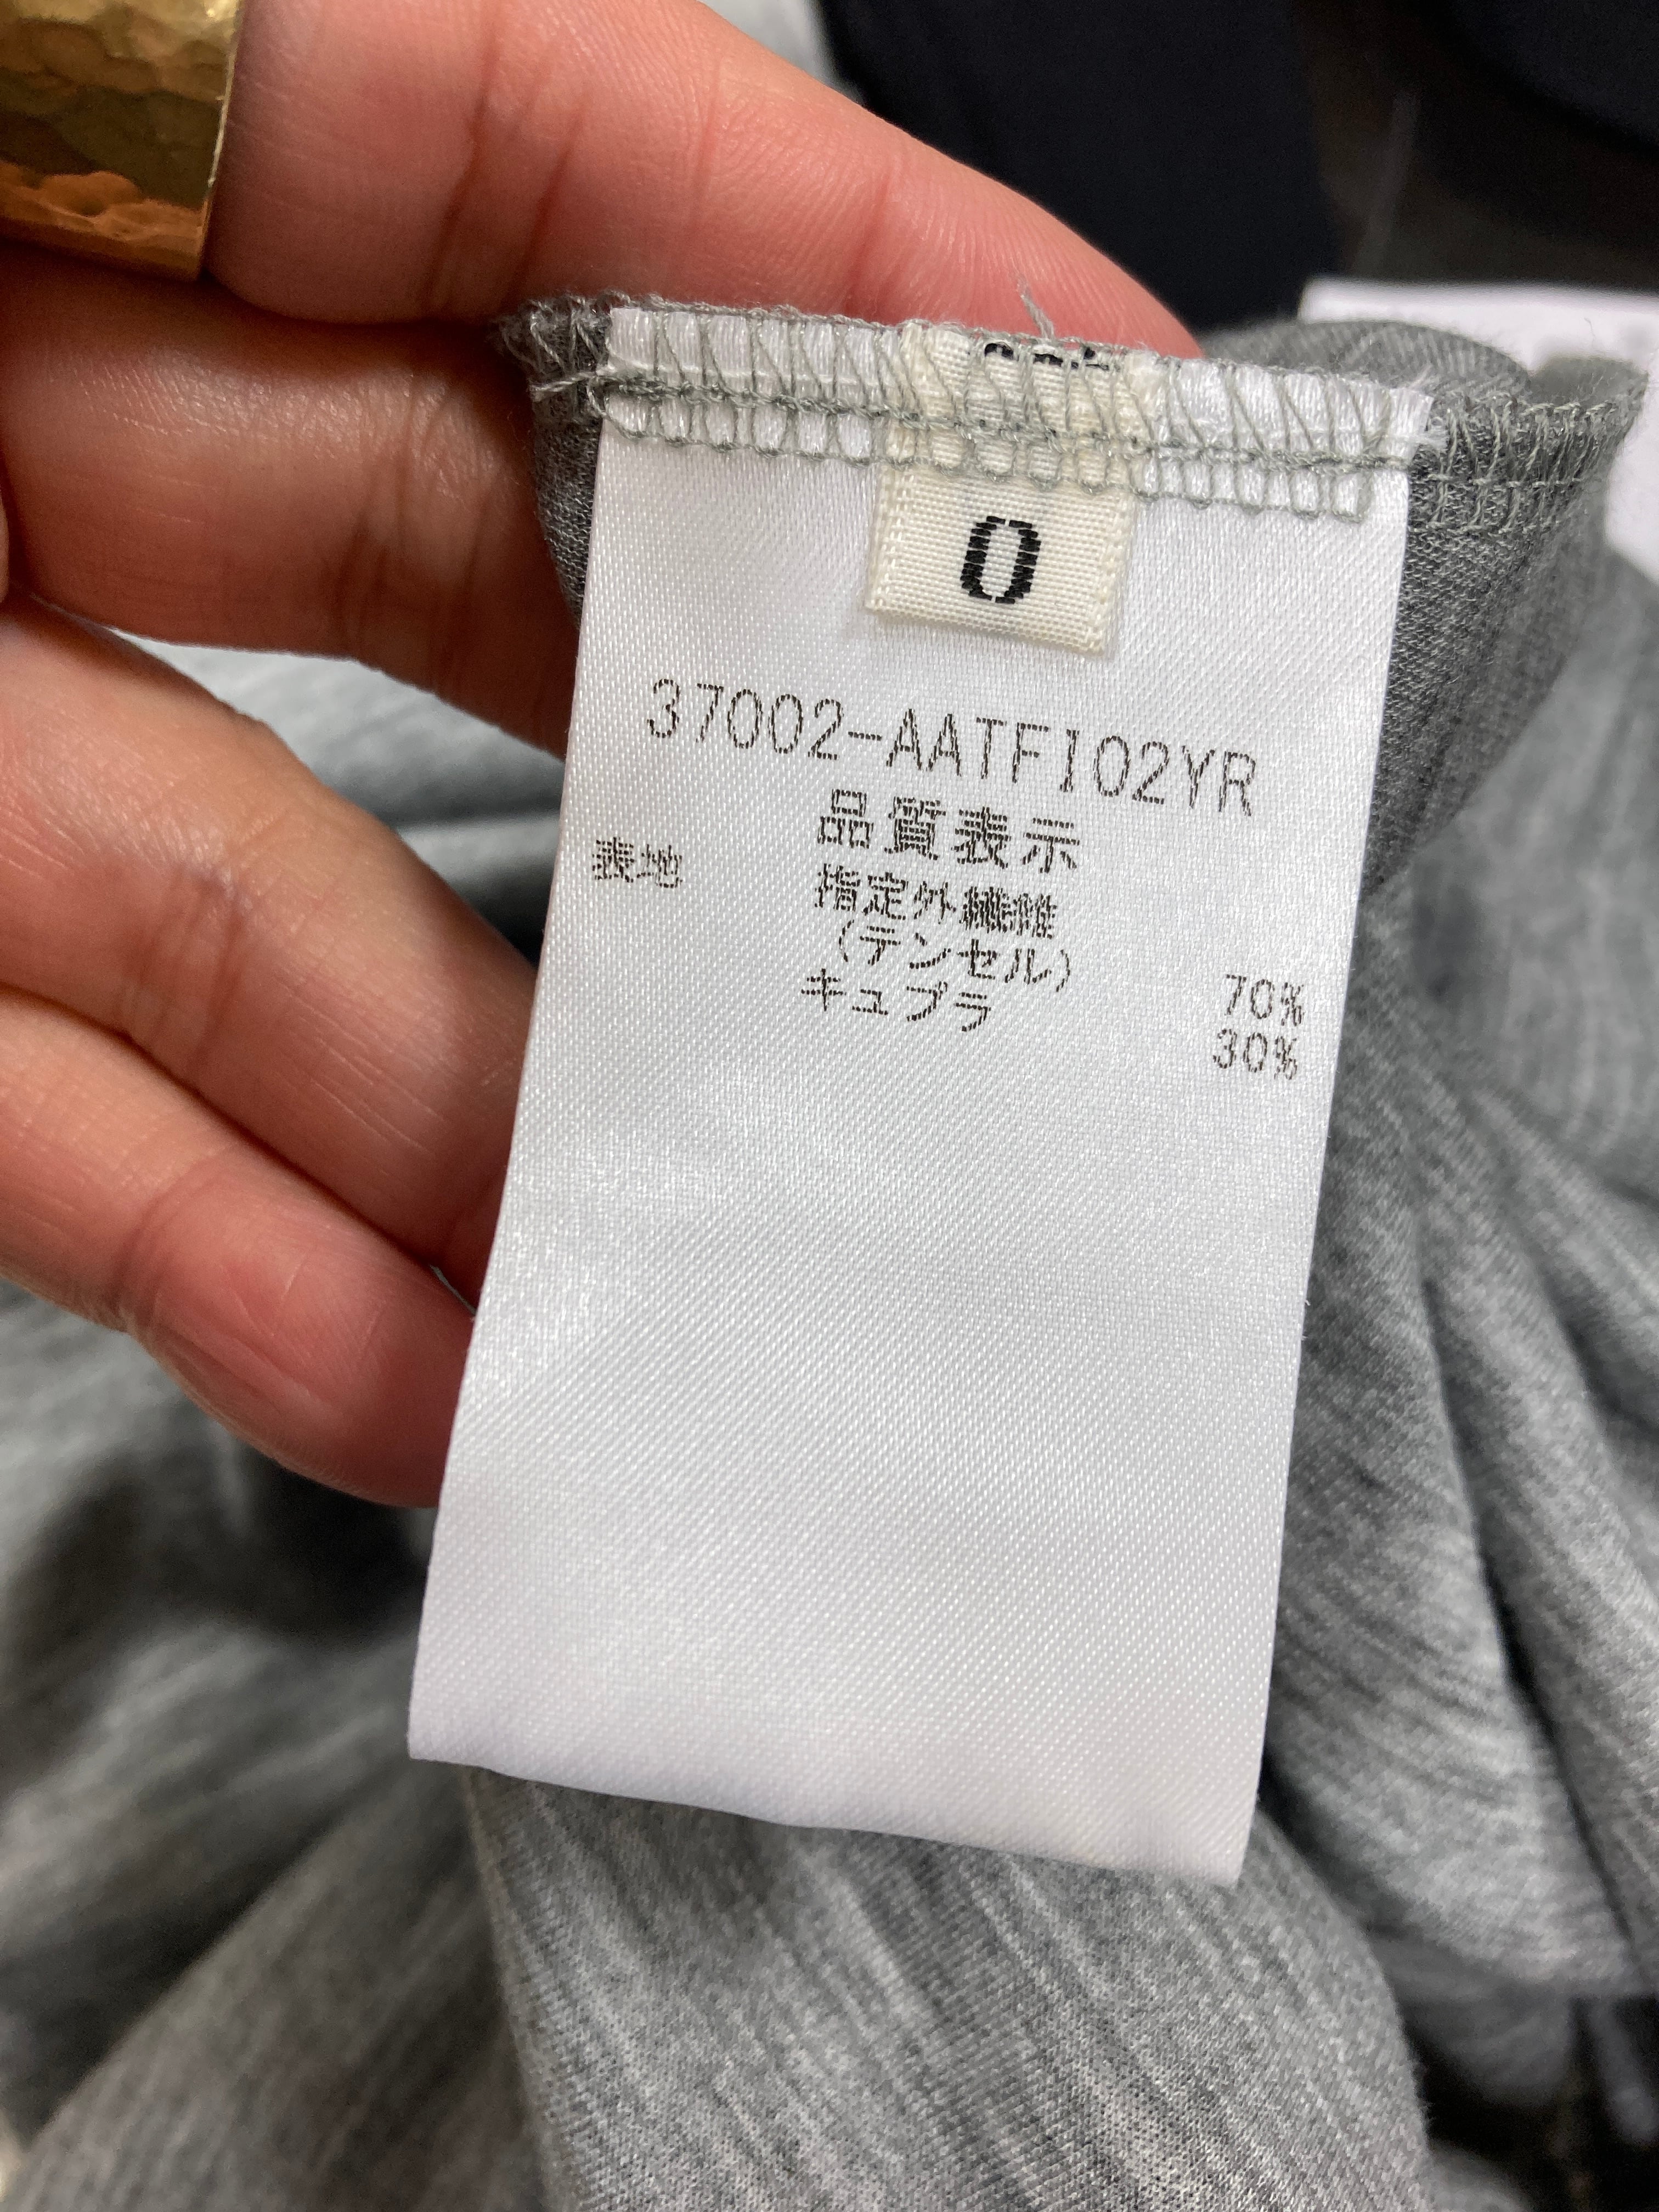 0
37002-AATFI02YR
品質表示
表地 指定外繊維
(テンセル) 70%
キュプラ 30%